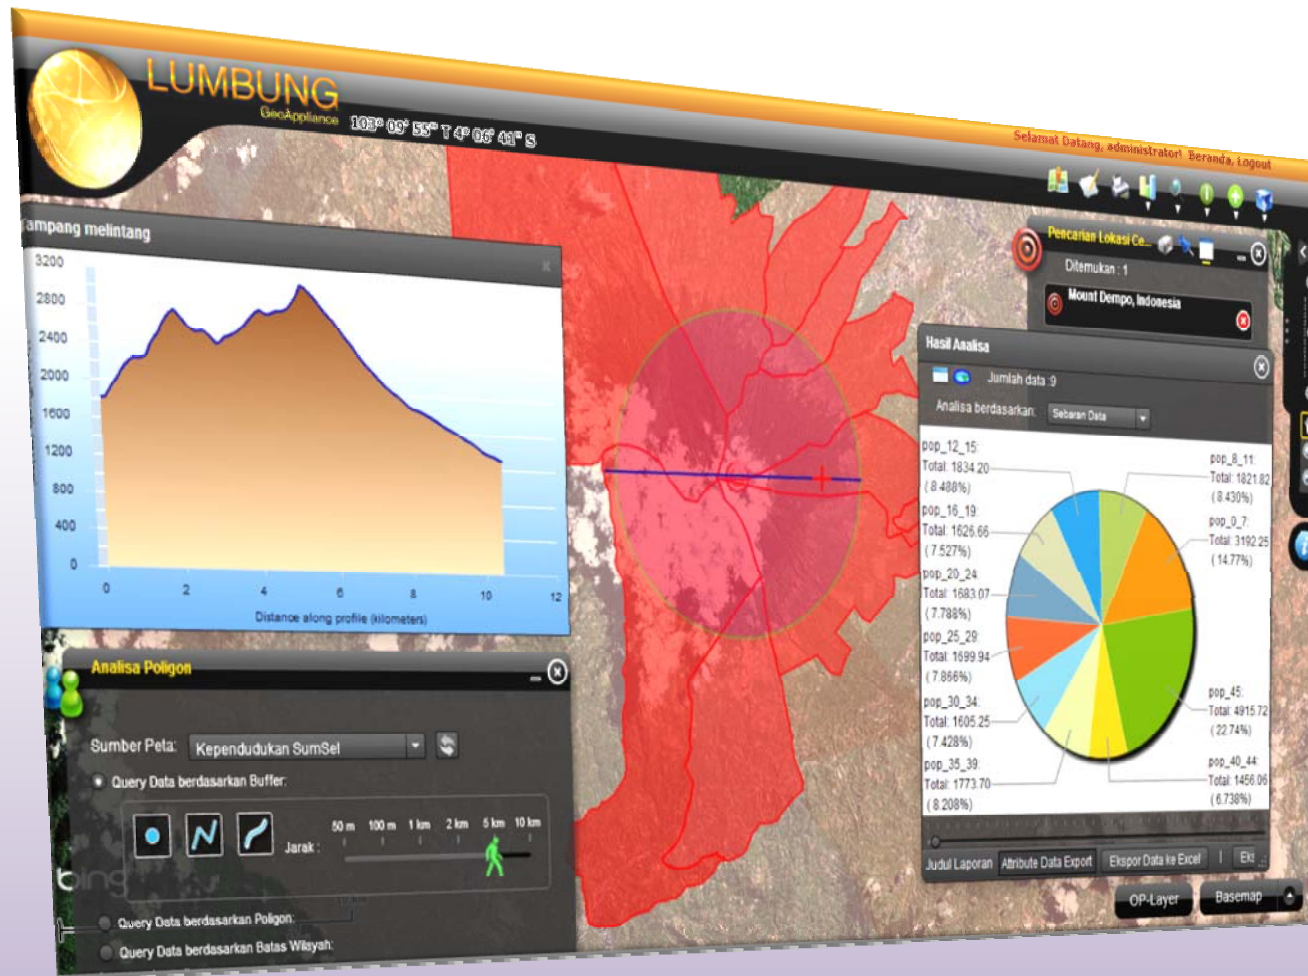 LUMBUNG
GeoAppliance
103° 09' 55" T 4° 06' 41" S
Selamat Datang, administrator! Beranda, Logout
ampang melintang
3200
2800
2400
2000
1600
1200
800
400
0
0 2 4 6 8 10 12
Distance along profile (kilometers)
Pencarian Lokasi Ce...
Ditemukan : 1
Mount Dempo, Indonesia
Hasil Analisa
Jumlah data :9
Analisa berdasarkan: Sebaran Data
pop_12_15:
Total: 1834.20
( 8.488%)
pop_16_19:
Total: 1626.66
( 7.527%)
pop_20_24:
Total: 1683.07
( 7.788%)
pop_25_29:
Total: 1699.94
( 7.866%)
pop_30_34:
Total: 1605.25
( 7.428%)
pop_35_39:
Total: 1773.70
( 8.208%)
pop_8_11:
Total: 1821.82
( 8.430%)
pop_0_7:
Total: 3192.25
(14.77%)
pop_45:
Total: 4915.72
( 22.74%)
pop_40_44:
Total: 1456.06
( 6.738%)
Judul Laporan Attribute Data Export Ekspor Data ke Excel | Ek
OP-Layer Basemap
Analisa Poligon
Sumber Peta: Kependudukan SumSel
Query Data berdasarkan Buffer:
50 m 100 m 1 km 2 km 5 km 10 km
Jarak :
bing
Query Data berdasarkan Poligon:
Query Data berdasarkan Batas Wilayah: